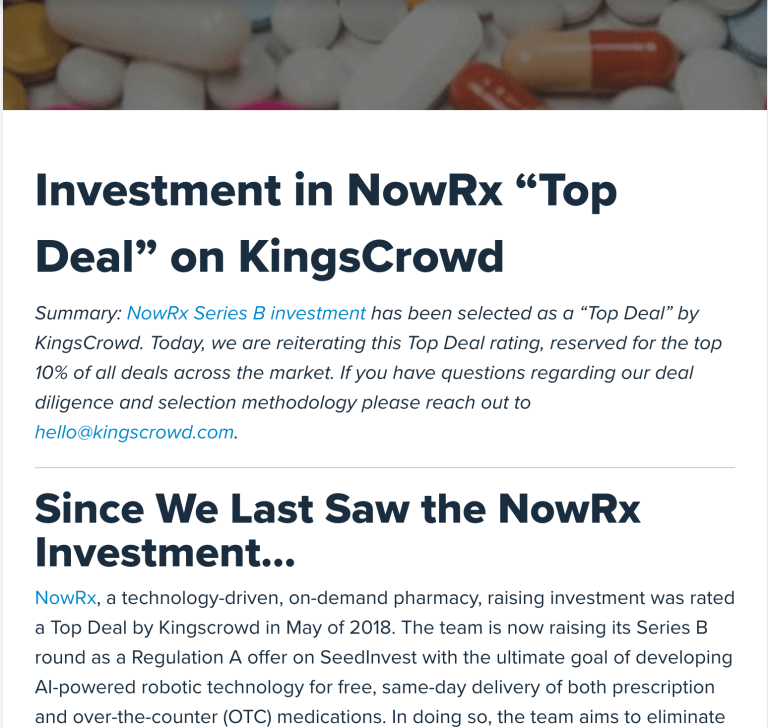 Investment in NowRx “Top
Deal” on KingsCrowd
Summary: NowRx Series B investment has been selected as a “Top Deal” by
KingsCrowd. Today, we are reiterating this Top Deal rating, reserved for the top
10% of all deals across the market. If you have questions regarding our deal
diligence and selection methodology please reach out to
hello@kingscrowd.com.
Since We Last Saw the NowRx
Investment...
NowRx, a technology-driven, on-demand pharmacy, raising investment was rated
a Top Deal by Kingscrowd in May of 2018. The team is now raising its Series B
round as a Regulation A offer on SeedInvest with the ultimate goal of developing
AI-powered robotic technology for free, same-day delivery of both prescription
and over-the-counter (OTC) medications. In doing so, the team aims to eliminate